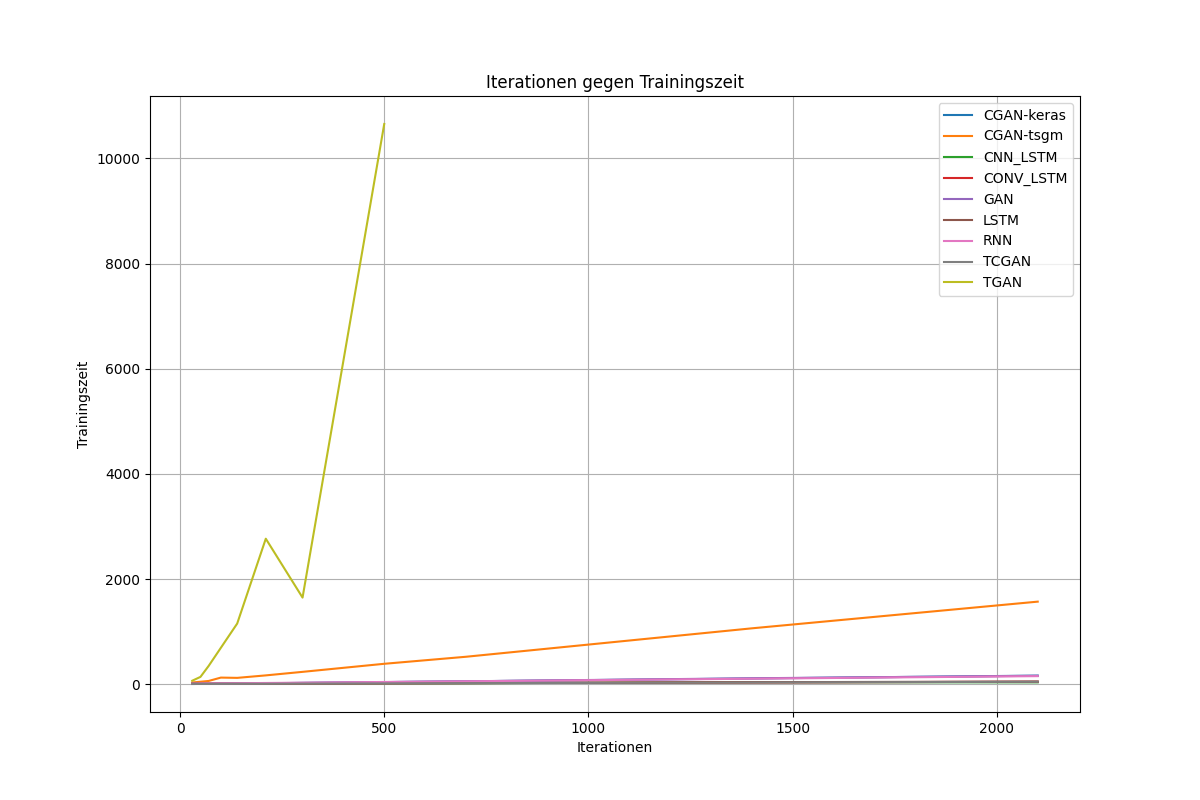 Iterationen gegen Trainingszeit
CGAN-keras
CGAN-tsgm
CNN_LSTM
CONV_LSTM
GAN
LSTM
RNN
TCGAN
TGAN
Trainingszeit
10000
8000
6000
4000
2000
0
0 500 1000 1500 2000
Iterationen